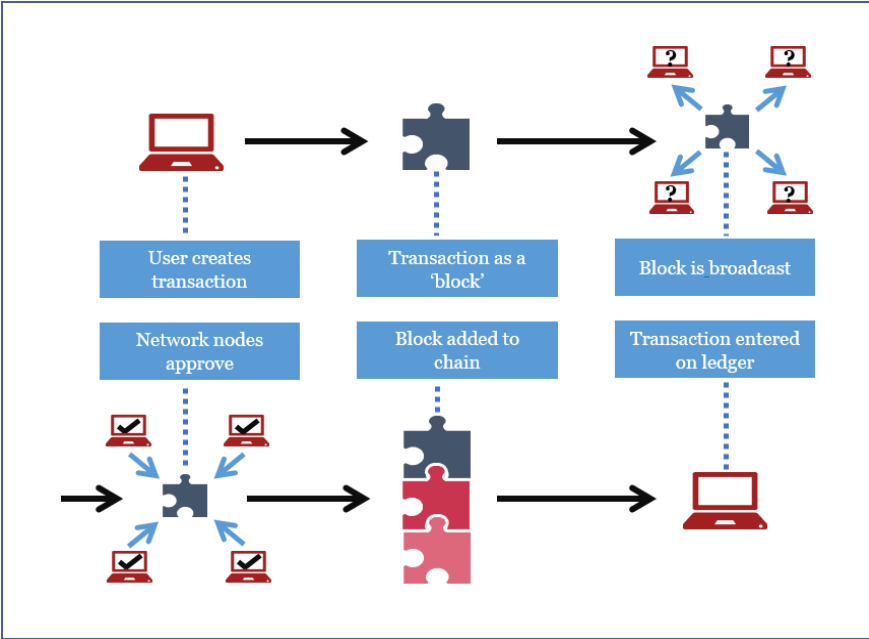 ?
?
?
?
User creates
transaction
Transaction as a
‘block’
Block is broadcast
Network nodes
approve
Block added to
chain
Transaction entered
on ledger